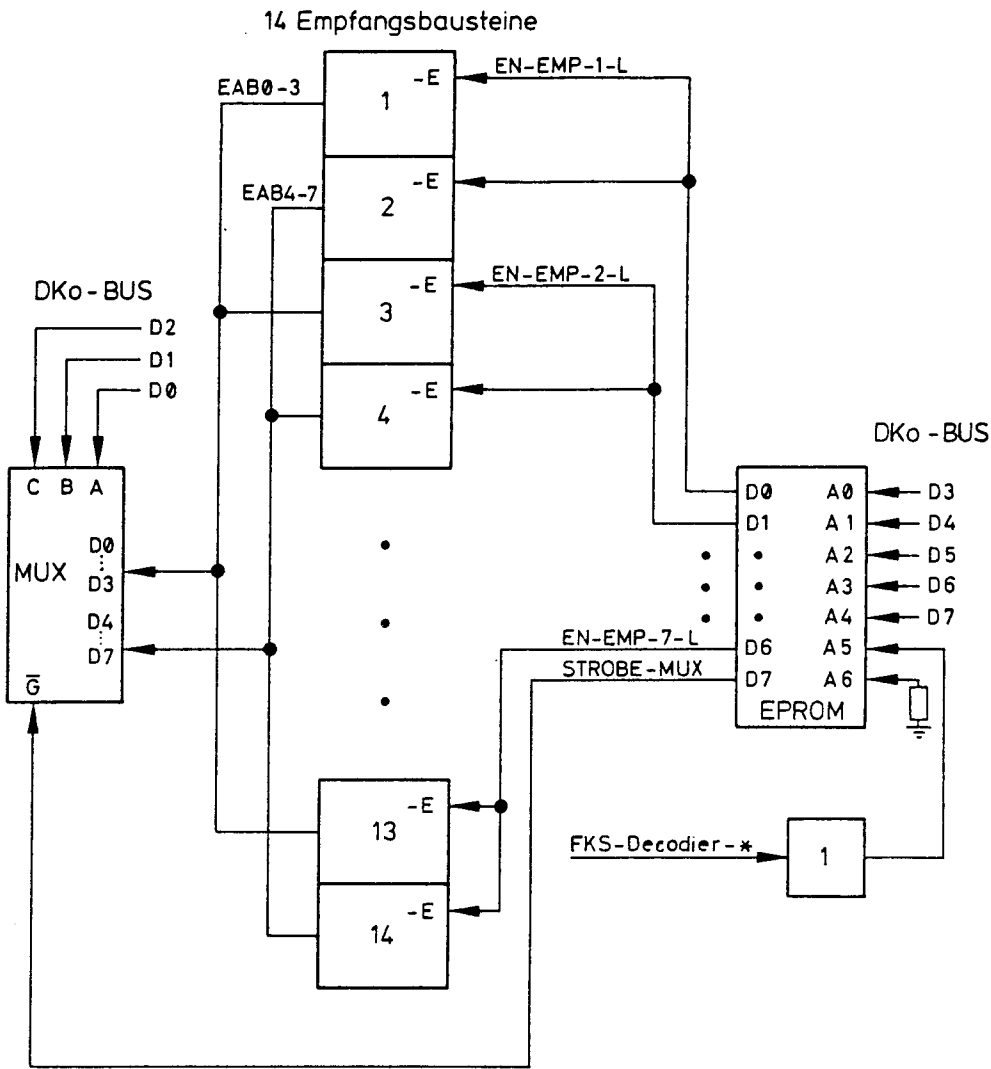 14 Empfangsbausteine
EN-EMP-1-L
-E
1
EAB0-3
-E
2
EAB4-7
EN-EMP-2-L
-E
3
-E
4
DKo-BUS
D2
D1
D0
C B A
D0
D3
MUX
D4
D7
G̅
DKo-BUS
D0 A0 D3
D1 A1 D4
A2 D5
A3 D6
A4 D7
EN-EMP-7-L
D6 A5
STROBE-MUX
D7 A6
EPROM
-E
13
-E
14
FKS-Decodier-*
1